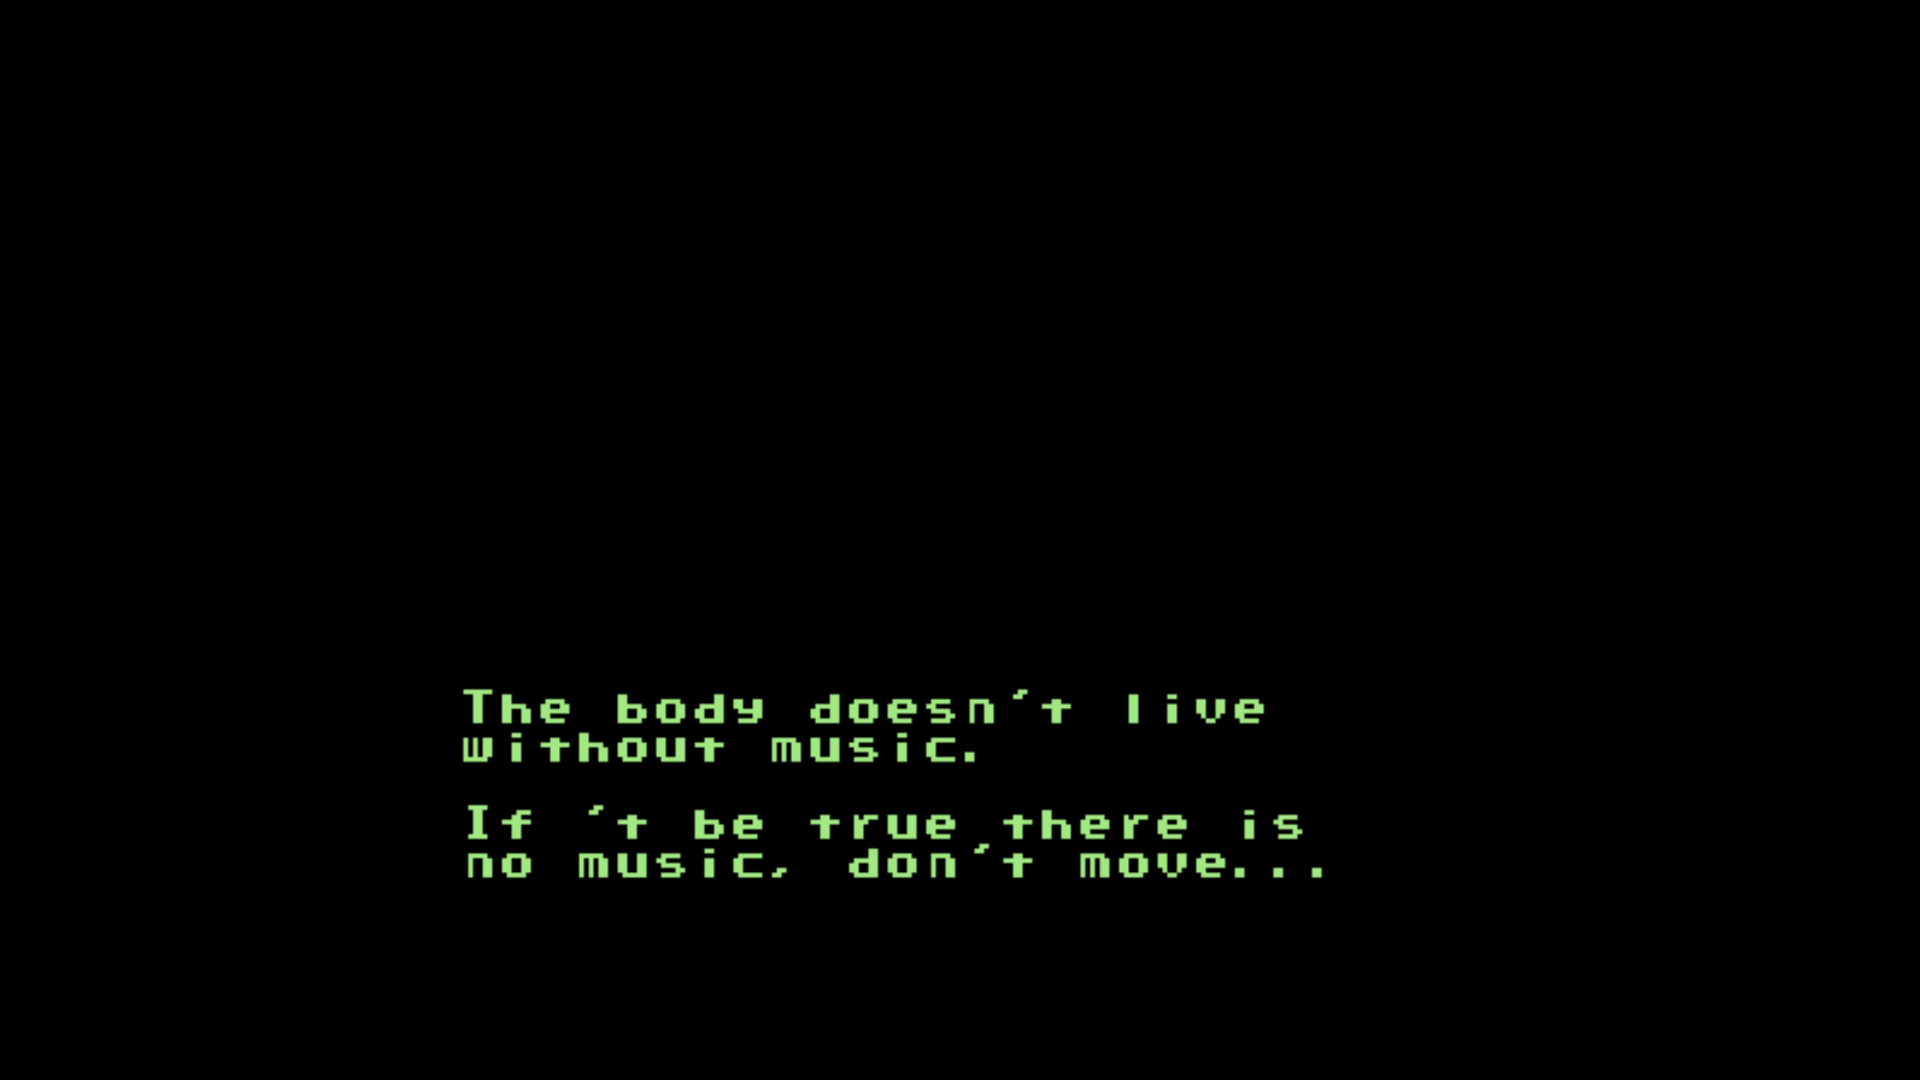 The body doesn´t live
without music.
If ´t be true there is
no music, don´t move...